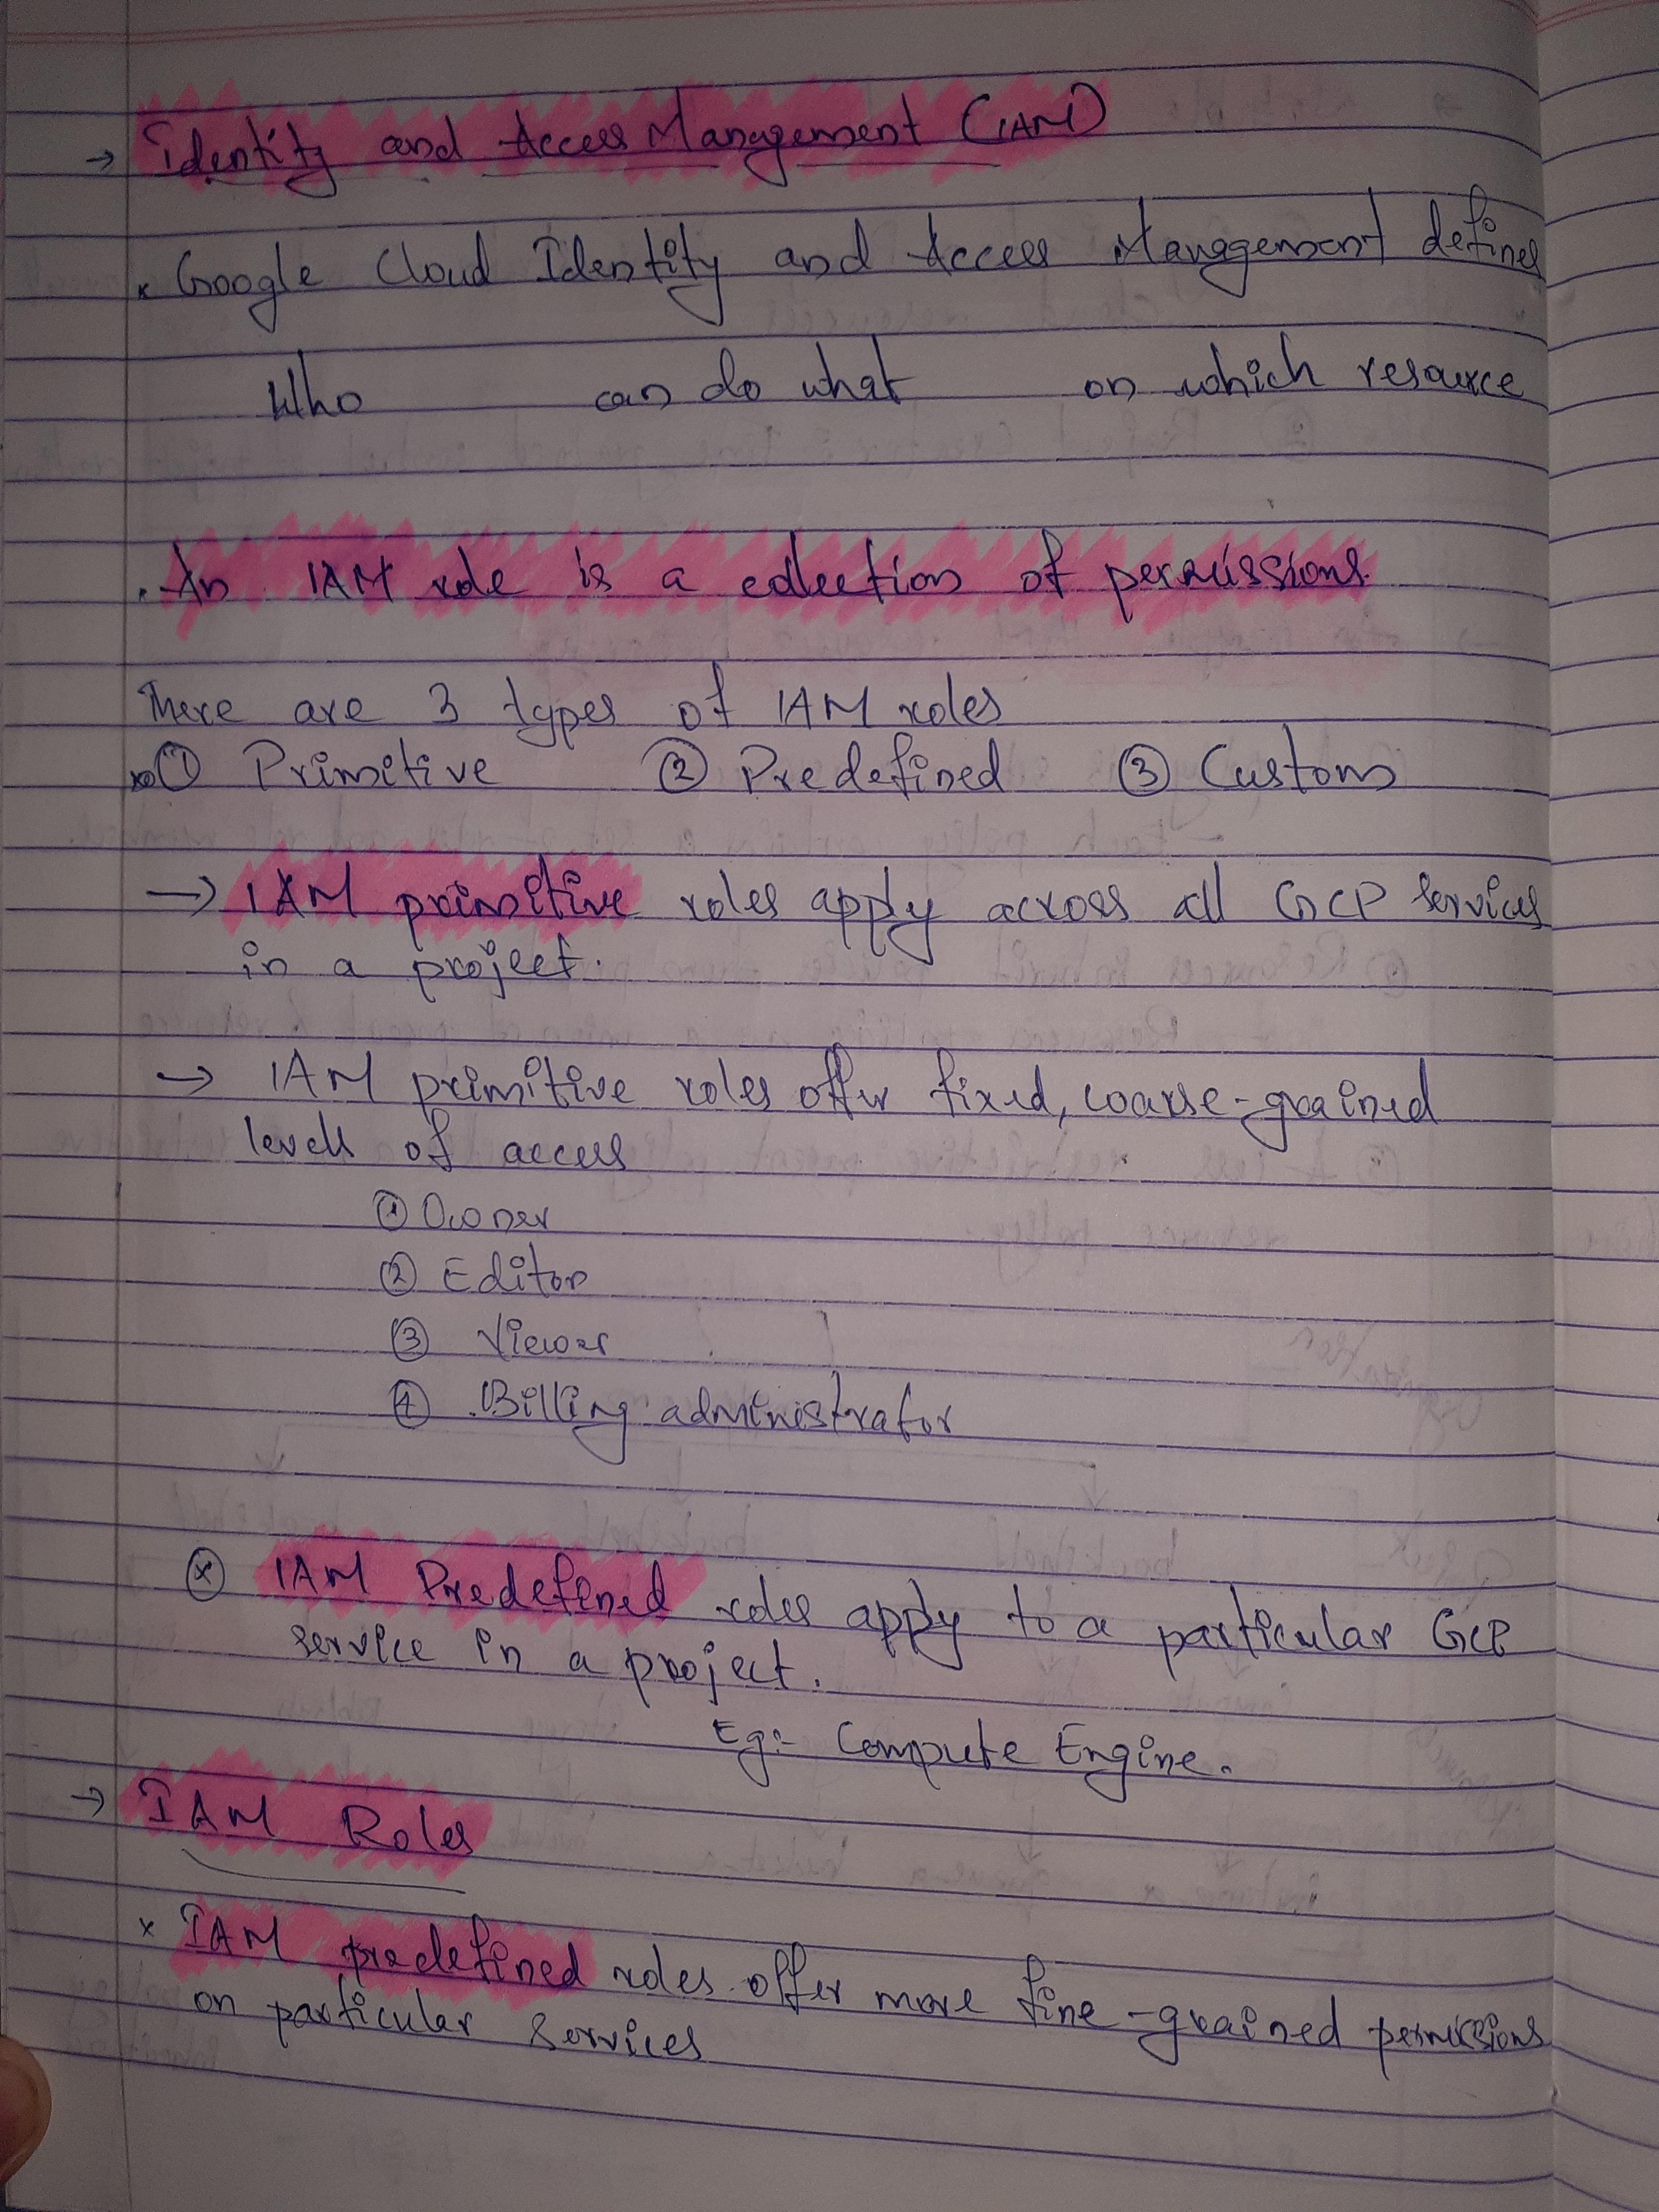 → Identity and Access Management (IAM)
x Google Cloud Identity and Access Management defines
Who can do what on which resource
. An IAM role is a collection of permissions.
There are 3 types of IAM roles
① Primitive ② Predefined ③ Custom
→ IAM primitive roles apply across all GCP services
in a project.
→ IAM primitive roles offer fixed, coarse-grained
levels of access
① Owner
② Editor
③ Viewer
④ Billing administrator
ⓧ IAM Predefined roles apply to a particular GCP
service in a project.
Eg:- Compute Engine.
→ IAM Roles
x IAM predefined roles offer more fine-grained permissions
on particular services